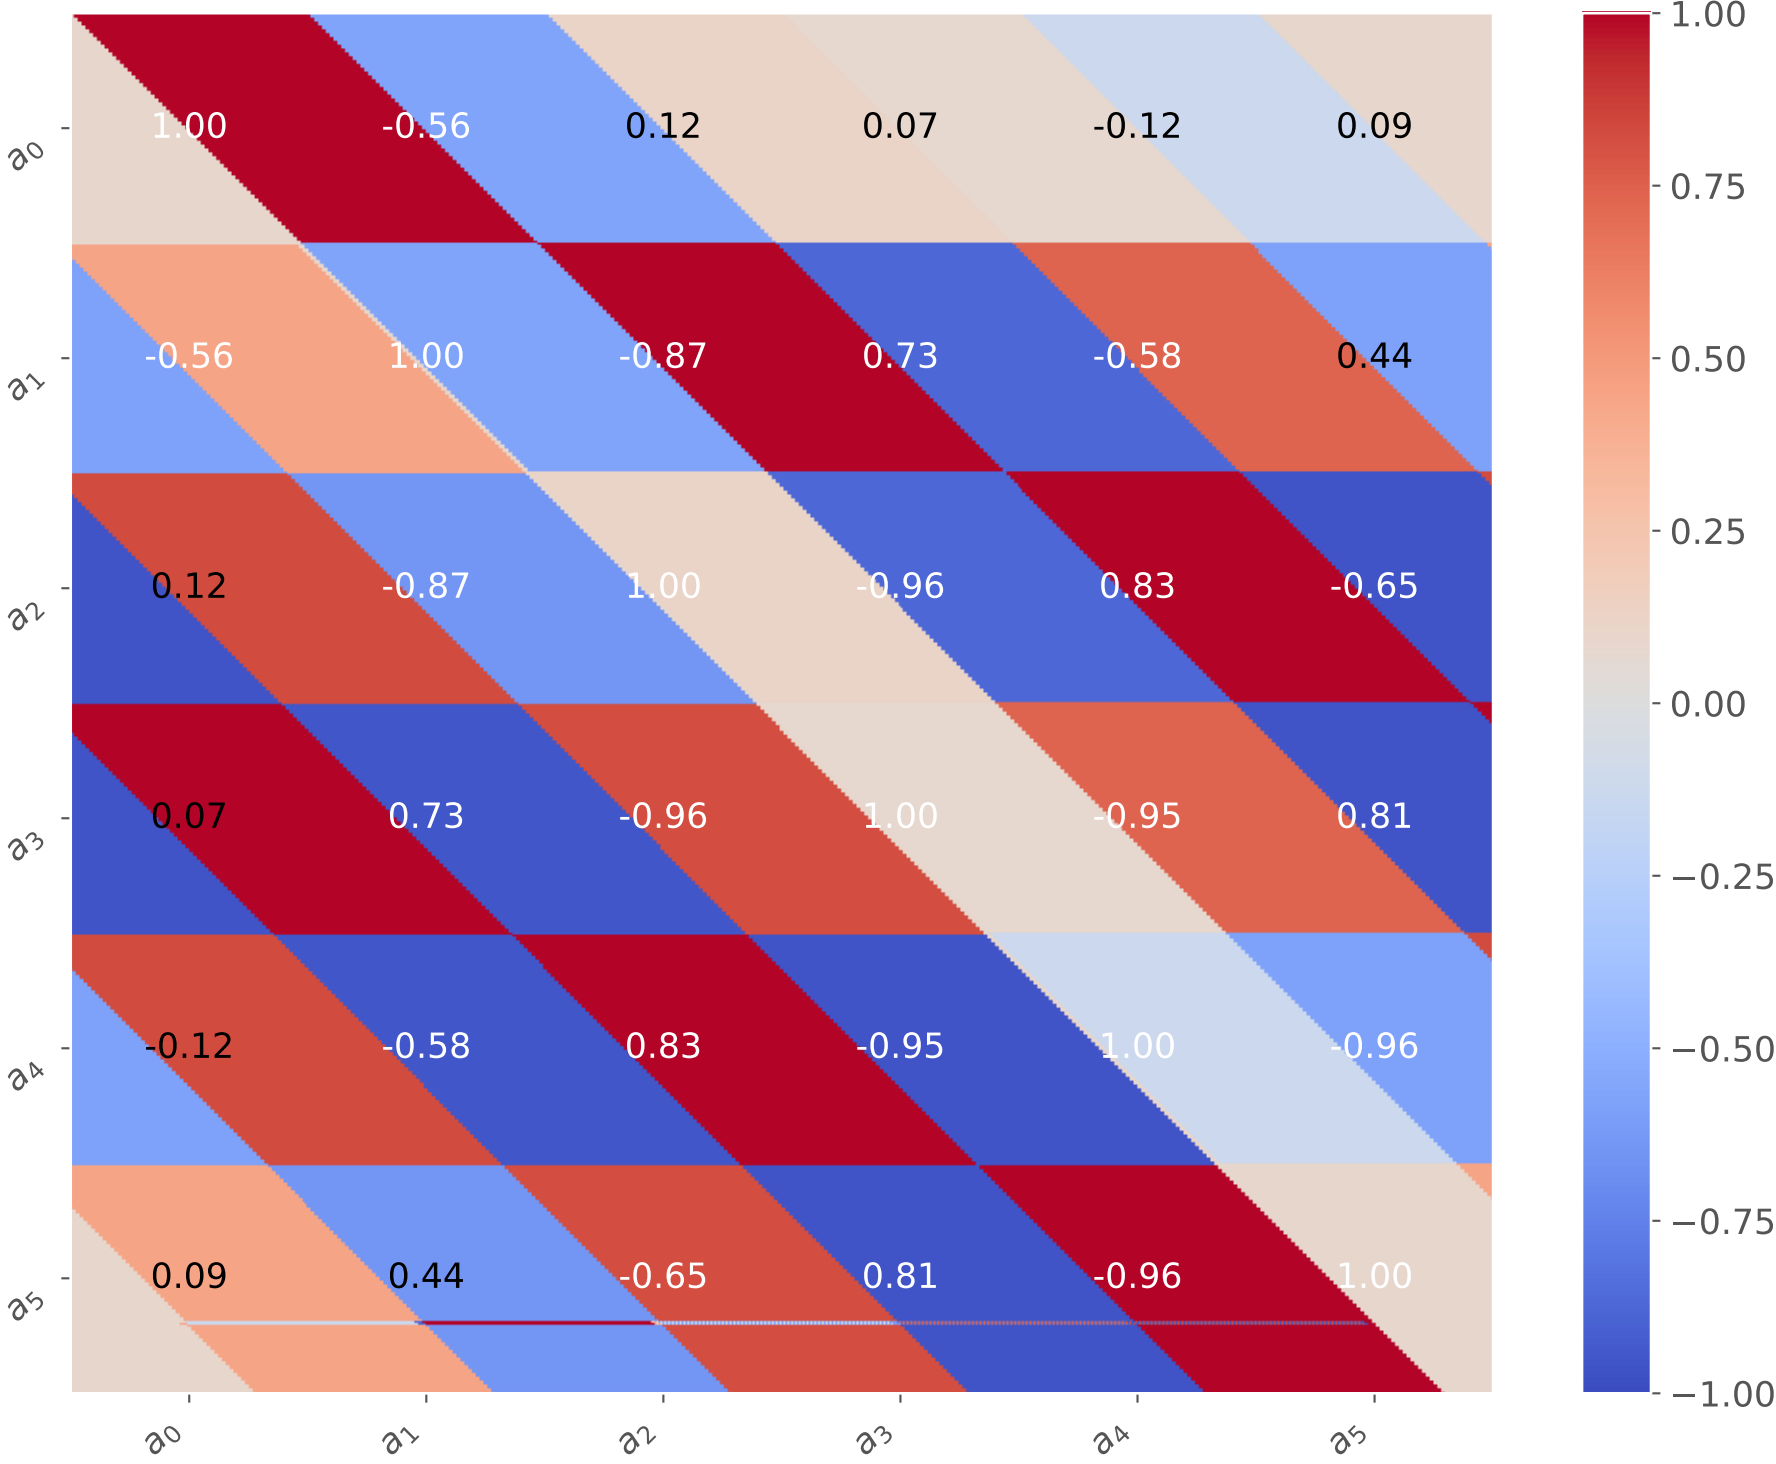 1.00
a₀ 1.00 -0.56 0.12 0.07 -0.12 0.09
0.75
a₁ -0.56 1.00 -0.87 0.73 -0.58 0.44
0.50
0.25
a₂ 0.12 -0.87 1.00 -0.96 0.83 -0.65
0.00
a₃ 0.07 0.73 -0.96 1.00 -0.95 0.81
−0.25
a₄ -0.12 -0.58 0.83 -0.95 1.00 -0.96
−0.50
−0.75
a₅ 0.09 0.44 -0.65 0.81 -0.96 1.00
−1.00
a₀ a₁ a₂ a₃ a₄ a₅